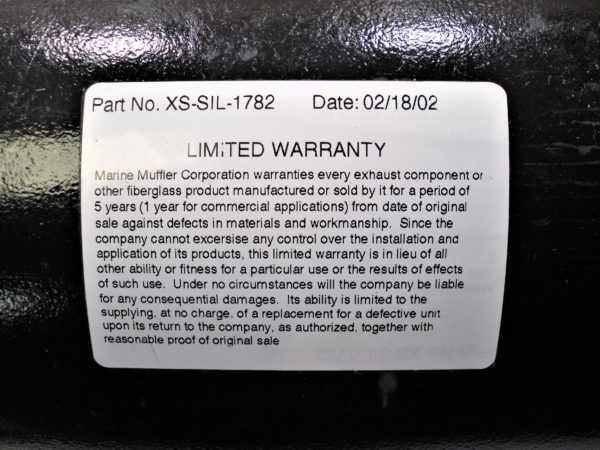 Part No. XS-SIL-1782 Date: 02/18/02
LIMITED WARRANTY
Marine Muffler Corporation warranties every exhaust component or
other fiberglass product manufactured or sold by it for a period of
5 years (1 year for commercial applications) from date of original
sale against defects in materials and workmanship. Since the
company cannot excersise any control over the installation and
application of its products, this limited warranty is in lieu of all
other ability or fitness for a particular use or the results of effects
of such use. Under no circumstances will the company be liable
for any consequential damages. Its ability is limited to the
supplying, at no charge, of a replacement for a defective unit
upon its return to the company, as authorized, together with
reasonable proof of original sale
Part No. XS-SIL-1782